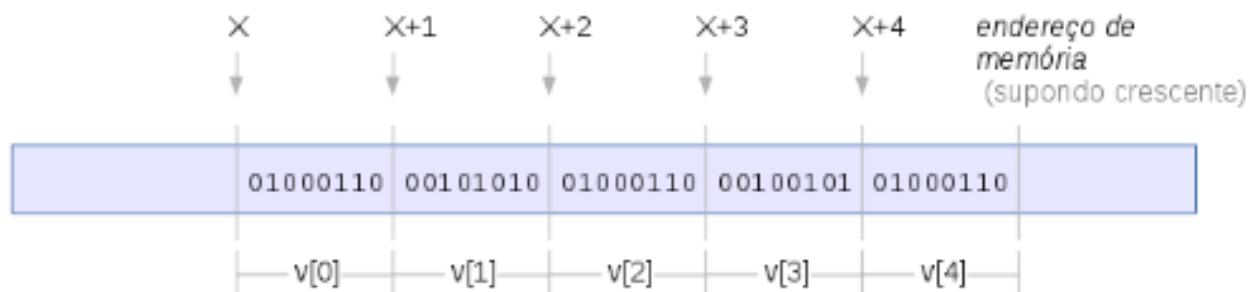 X X+1 X+2 X+3 X+4 endereço de
memória
(supondo crescente)
01000110 00101010 01000110 00100101 01000110
v[0] v[1] v[2] v[3] v[4]